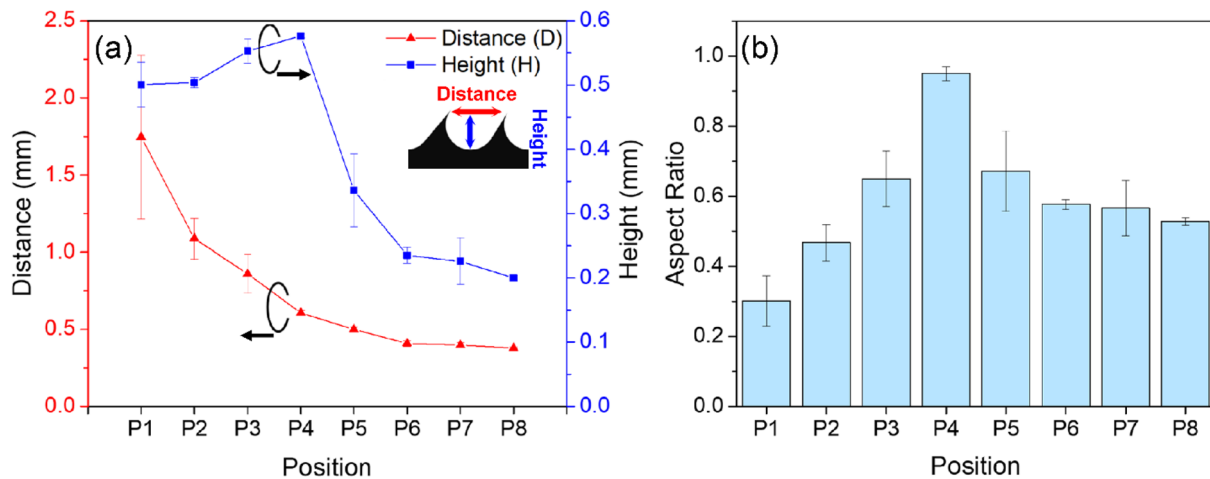 (a)
Distance (D)
Height (H)
Distance
Height
2.5
2.0
1.5
1.0
0.5
0.0
Distance (mm)
0.6
0.5
0.4
0.3
0.2
0.1
0.0
Height (mm)
P1 P2 P3 P4 P5 P6 P7 P8
Position
(b)
1.0
0.8
0.6
0.4
0.2
0.0
Aspect Ratio
P1 P2 P3 P4 P5 P6 P7 P8
Position